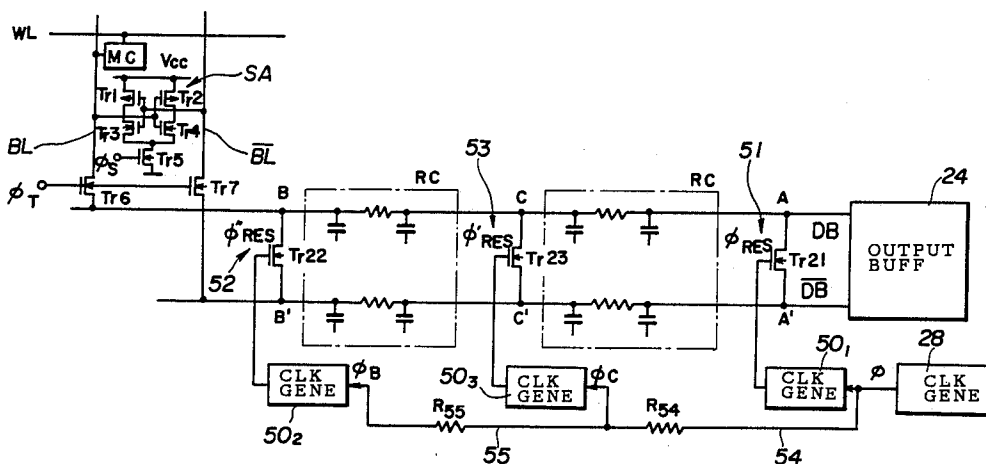 WL
MC
Vcc
SA
Tr1
Tr2
Tr3
Tr4
BL
B̅L̅
ϕS
Tr5
ϕT
Tr6
Tr7
53
51
24
RC
RC
B
C
A
ϕ"RES
ϕ'RES
ϕRES
DB
OUTPUT
BUFF
Tr22
Tr23
Tr21
52
D̅B̅
B'
C'
A'
50₁
28
ϕB
50₃
ϕC
ϕ
CLK
GENE
CLK
GENE
CLK
GENE
CLK
GENE
50₂
R55
R54
55
54